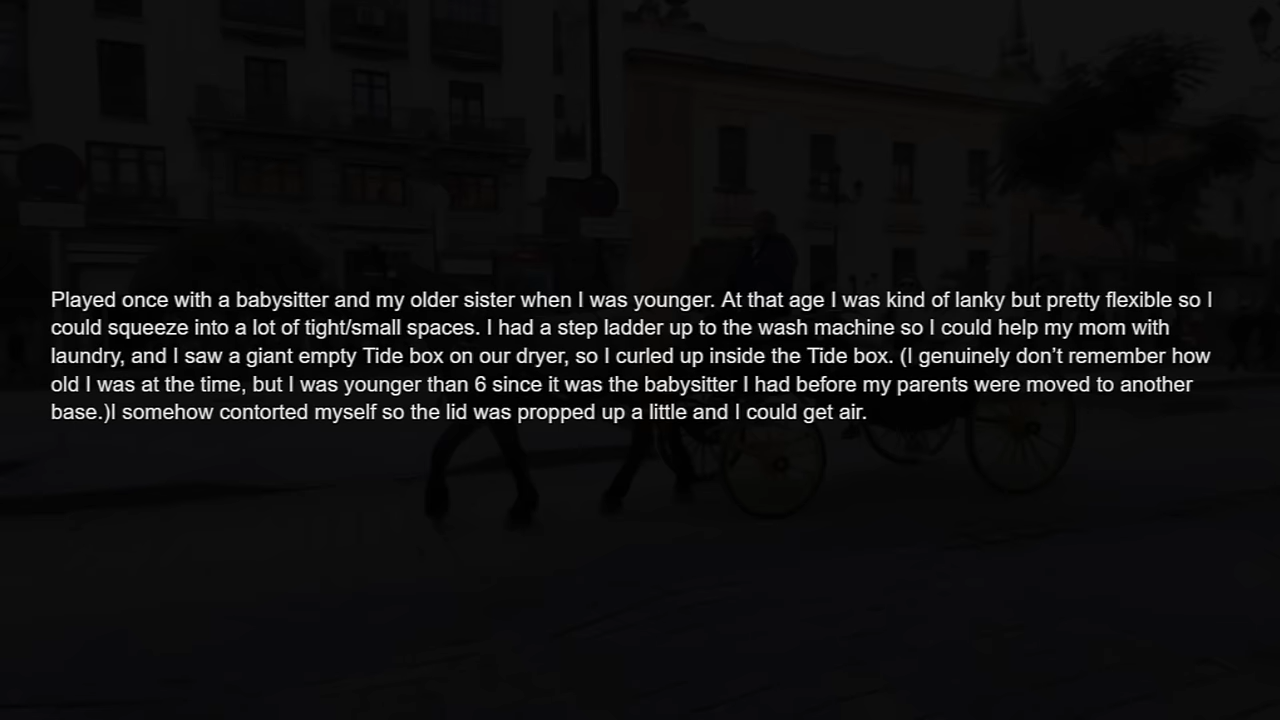 Played once with a babysitter and my older sister when I was younger. At that age I was kind of lanky but pretty flexible so I
could squeeze into a lot of tight/small spaces. I had a step ladder up to the wash machine so I could help my mom with
laundry, and I saw a giant empty Tide box on our dryer, so I curled up inside the Tide box. (I genuinely don’t remember how
old I was at the time, but I was younger than 6 since it was the babysitter I had before my parents were moved to another
base.)I somehow contorted myself so the lid was propped up a little and I could get air.